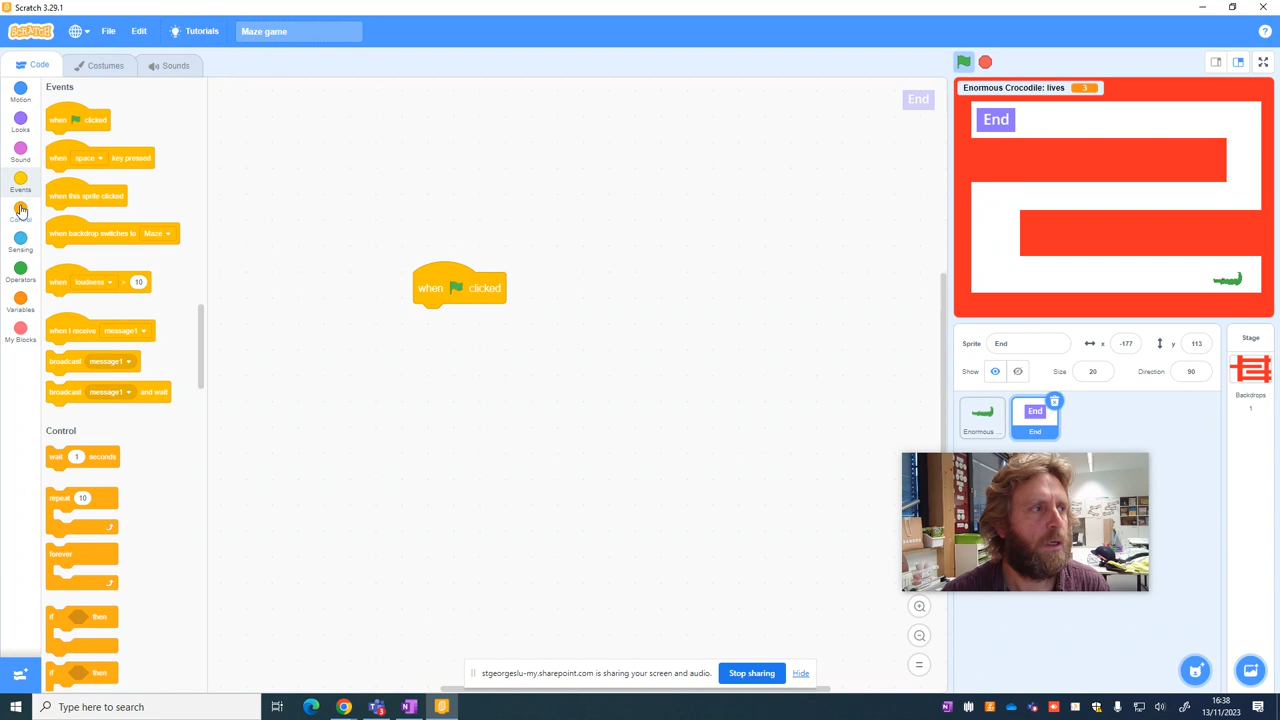 Scratch 3.29.1
SCRATCH
File
Edit
Tutorials
Maze game
Code
Costumes
Sounds
Motion
Looks
Sound
Events
Control
Sensing
Operators
Variables
My Blocks
Events
when clicked
when space key pressed
when this sprite clicked
when backdrop switches to Maze
when loudness > 10
when I receive message1
broadcast message1
broadcast message1 and wait
Control
wait 1 seconds
repeat 10
forever
if then
if then
when clicked
End
Enormous Crocodile: lives 3
End
Sprite End x -177 y 113
Show Size 20 Direction 90
Enormous ...
End
End
Stage
Backdrops
1
stgeorgeslu-my.sharepoint.com is sharing your screen and audio.
Stop sharing
Hide
Type here to search
16:38
13/11/2023